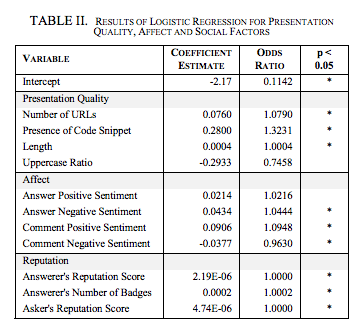 TABLE II. RESULTS OF LOGISTIC REGRESSION FOR PRESENTATION
QUALITY, AFFECT AND SOCIAL FACTORS
VARIABLE COEFFICIENT ESTIMATE ODDS RATIO p < 0.05
Intercept -2.17 0.1142 *
Presentation Quality
Number of URLs 0.0760 1.0790 *
Presence of Code Snippet 0.2800 1.3231 *
Length 0.0004 1.0004 *
Uppercase Ratio -0.2933 0.7458
Affect
Answer Positive Sentiment 0.0214 1.0216
Answer Negative Sentiment 0.0434 1.0444 *
Comment Positive Sentiment 0.0906 1.0948 *
Comment Negative Sentiment -0.0377 0.9630 *
Reputation
Answerer's Reputation Score 2.19E-06 1.0000 *
Answerer's Number of Badges 0.0002 1.0002 *
Asker's Reputation Score 4.74E-06 1.0000 *